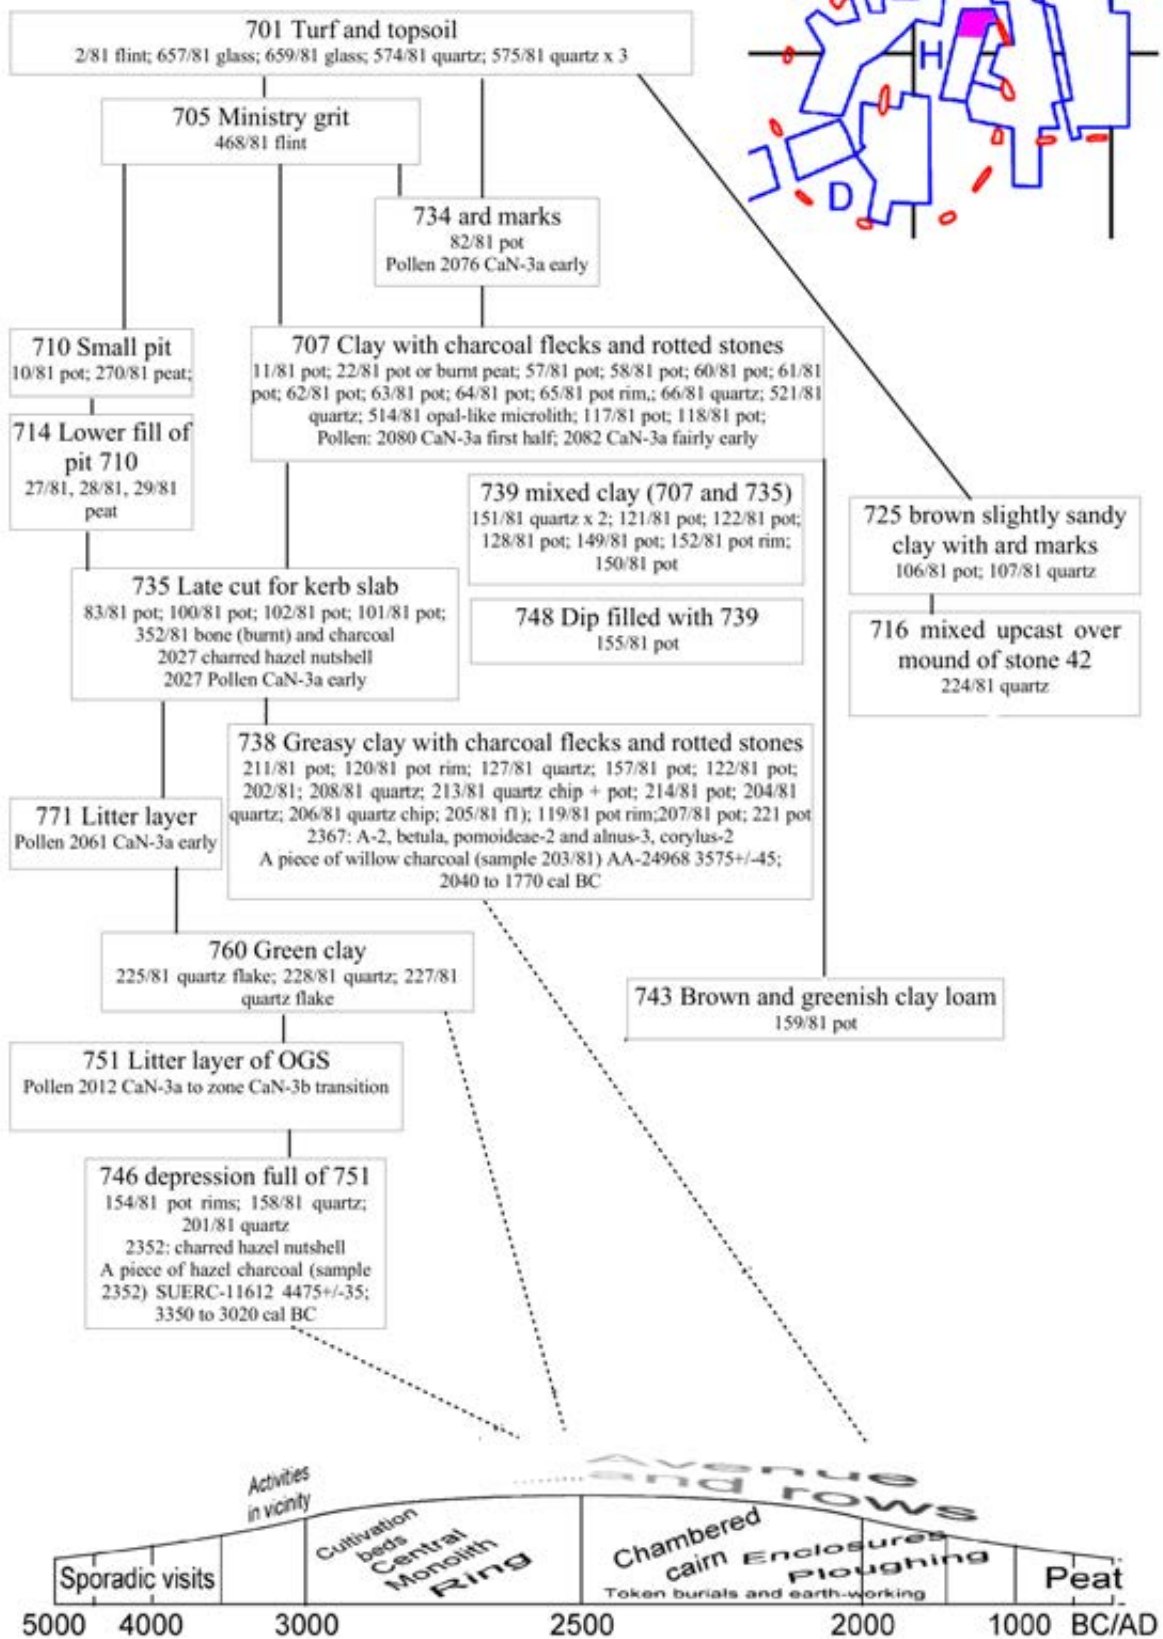 701 Turf and topsoil
2/81 flint; 657/81 glass; 659/81 glass; 574/81 quartz; 575/81 quartz x 3
H
D
705 Ministry grit
468/81 flint
734 ard marks
82/81 pot
Pollen 2076 CaN-3a early
710 Small pit
10/81 pot; 270/81 peat;
707 Clay with charcoal flecks and rotted stones
11/81 pot; 22/81 pot or burnt peat; 57/81 pot; 58/81 pot; 60/81 pot; 61/81
pot; 62/81 pot; 63/81 pot; 64/81 pot; 65/81 pot rim,; 66/81 quartz; 521/81
quartz; 514/81 opal-like microlith; 117/81 pot; 118/81 pot;
Pollen: 2080 CaN-3a first half; 2082 CaN-3a fairly early
714 Lower fill of
pit 710
27/81, 28/81, 29/81
peat
739 mixed clay (707 and 735)
151/81 quartz x 2; 121/81 pot; 122/81 pot;
128/81 pot; 149/81 pot; 152/81 pot rim;
150/81 pot
725 brown slightly sandy
clay with ard marks
106/81 pot; 107/81 quartz
735 Late cut for kerb slab
83/81 pot; 100/81 pot; 102/81 pot; 101/81 pot;
352/81 bone (burnt) and charcoal
2027 charred hazel nutshell
2027 Pollen CaN-3a early
748 Dip filled with 739
155/81 pot
716 mixed upcast over
mound of stone 42
224/81 quartz
738 Greasy clay with charcoal flecks and rotted stones
211/81 pot; 120/81 pot rim; 127/81 quartz; 157/81 pot; 122/81 pot;
202/81; 208/81 quartz; 213/81 quartz chip + pot; 214/81 pot; 204/81
quartz; 206/81 quartz chip; 205/81 f1); 119/81 pot rim;207/81 pot; 221 pot
2367: A-2, betula, pomoideae-2 and alnus-3, corylus-2
A piece of willow charcoal (sample 203/81) AA-24968 3575+/-45;
2040 to 1770 cal BC
771 Litter layer
Pollen 2061 CaN-3a early
760 Green clay
225/81 quartz flake; 228/81 quartz; 227/81
quartz flake
743 Brown and greenish clay loam
159/81 pot
751 Litter layer of OGS
Pollen 2012 CaN-3a to zone CaN-3b transition
746 depression full of 751
154/81 pot rims; 158/81 quartz;
201/81 quartz
2352: charred hazel nutshell
A piece of hazel charcoal (sample
2352) SUERC-11612 4475+/-35;
3350 to 3020 cal BC
Avenue
and rows
Activities
in vicinity
Sporadic visits
Cultivation
beds
Central
Monolith
Ring
Chambered
cairn
Enclosures
Ploughing
Token burials and earth-working
Peat
5000 4000 3000 2500 2000 1000 BC/AD